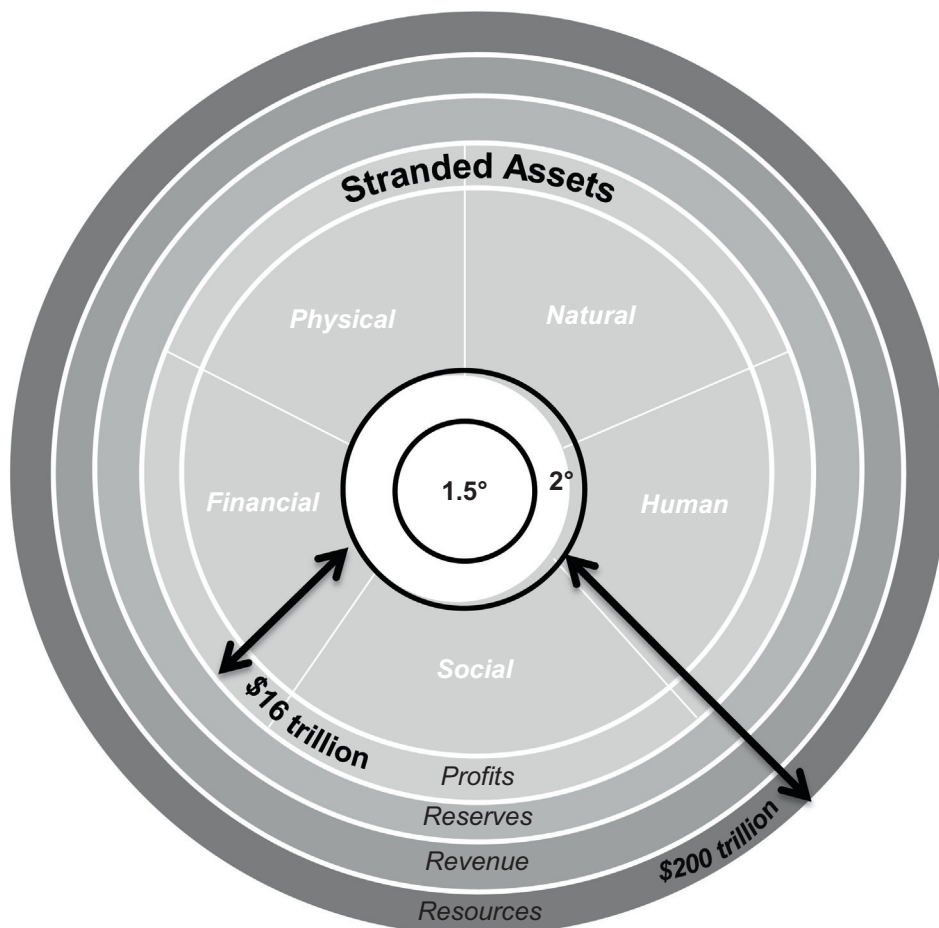 Stranded Assets
Physical
Natural
Financial
1.5°
2°
Human
Social
$16 trillion
Profits
Reserves
Revenue
$200 trillion
Resources